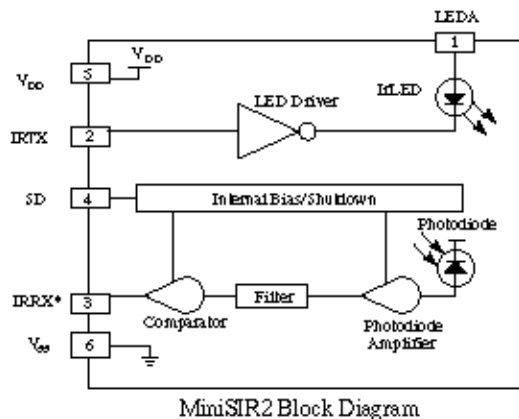 LEDA
1
VDD
5
VDD
LED Driver
IrLED
IRTX
2
SD
4
Internal Bias/Shutdown
Photodiode
IRRX*
3
Comparator
Filter
Photodiode
Amplifier
Vss
6
MiniSIR2 Block Diagram